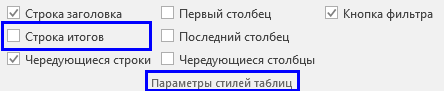 Строка заголовка Первый столбец Кнопка фильтра
Строка итогов Последний столбец
Чередующиеся строки Чередующиеся столбцы
Параметры стилей таблиц